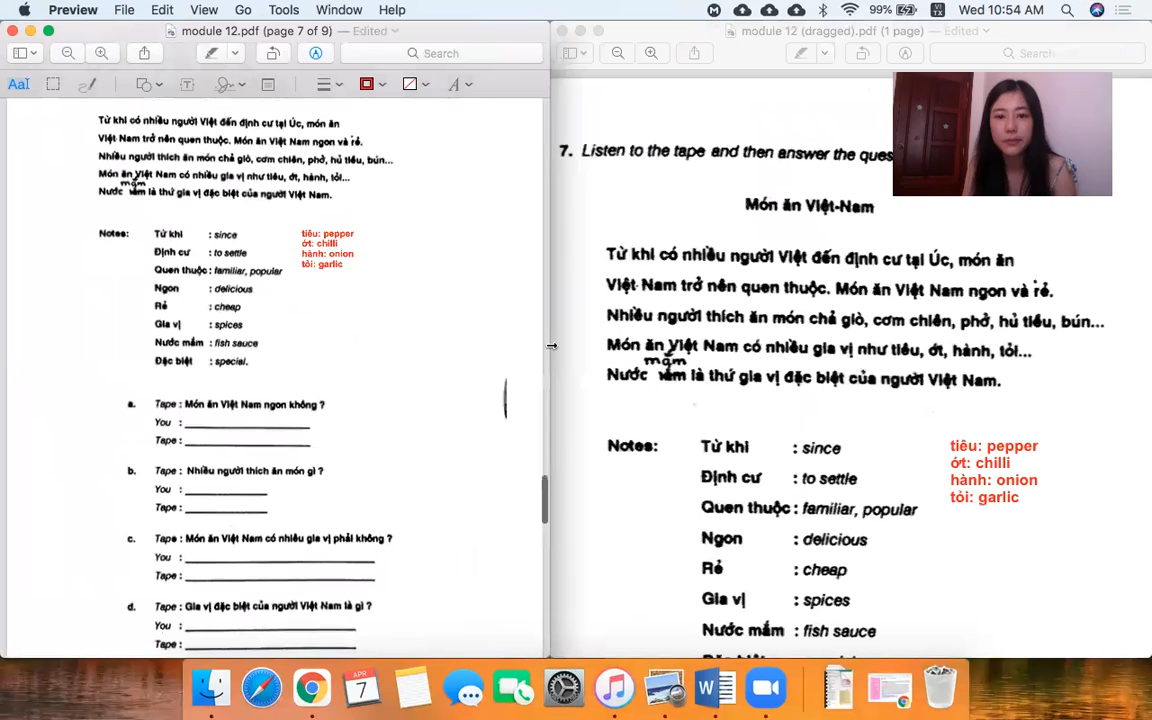 Preview File Edit View Go Tools Window Help 99% Wed 10:54 AM
module 12.pdf (page 7 of 9) — Edited
Search
AaI
Từ khi có nhiều người Việt đến định cư tại Úc, món ăn
Việt Nam trở nên quen thuộc. Món ăn Việt Nam ngon và rẻ.
Nhiều người thích ăn món chả giò, cơm chiên, phở, hủ tiếu, bún...
Món ăn Việt Nam có nhiều gia vị như tiêu, ớt, hành, tỏi...
mắm
Nước là thứ gia vị đặc biệt của người Việt Nam.
Notes: Từ khi : since
Định cư : to settle
Quen thuộc : familiar, popular
Ngon : delicious
Rẻ : cheap
Gia vị : spices
Nước mắm : fish sauce
Đặc biệt : special.
tiêu: pepper
ớt: chilli
hành: onion
tỏi: garlic
a. Tape : Món ăn Việt Nam ngon không ?
You :
Tape :
b. Tape : Nhiều người thích ăn món gì ?
You :
Tape :
c. Tape : Món ăn Việt Nam có nhiều gia vị phải không ?
You :
Tape :
d. Tape : Gia vị đặc biệt của người Việt Nam là gì ?
You :
Tape :
module 12 (dragged).pdf (1 page) — Edited
Search
7. Listen to the tape and then answer the ques
Món ăn Việt-Nam
Từ khi có nhiều người Việt đến định cư tại Úc, món ăn
Việt Nam trở nên quen thuộc. Món ăn Việt Nam ngon và rẻ.
Nhiều người thích ăn món chả giò, cơm chiên, phở, hủ tiếu, bún...
Món ăn Việt Nam có nhiều gia vị như tiêu, ớt, hành, tỏi...
mắm
Nước là thứ gia vị đặc biệt của người Việt Nam.
Notes: Từ khi : since
Định cư : to settle
Quen thuộc : familiar, popular
Ngon : delicious
Rẻ : cheap
Gia vị : spices
Nước mắm : fish sauce
tiêu: pepper
ớt: chilli
hành: onion
tỏi: garlic
APR
7